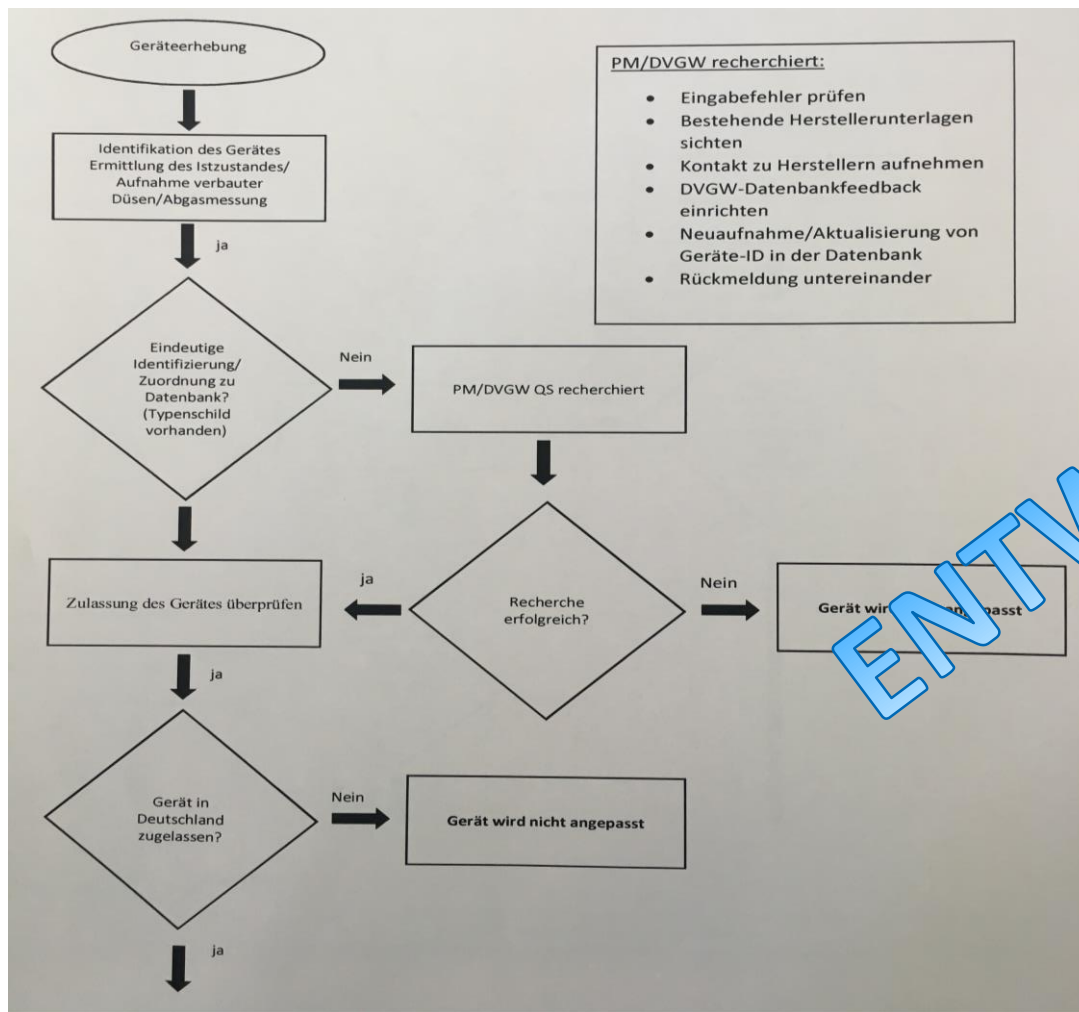 Geräteerhebung
PM/DVGW recherchiert:
• Eingabefehler prüfen
• Bestehende Herstellerunterlagen
sichten
• Kontakt zu Herstellern aufnehmen
• DVGW-Datenbankfeedback
einrichten
• Neuaufnahme/Aktualisierung von
Geräte-ID in der Datenbank
• Rückmeldung untereinander
Identifikation des Gerätes
Ermittlung des Istzustandes/
Aufnahme verbauter
Düsen/Abgasmessung
ja
Eindeutige
Identifizierung/
Zuordnung zu
Datenbank?
(Typenschild
vorhanden)
Nein
PM/DVGW QS recherchiert
Zulassung des Gerätes überprüfen
ja
Recherche
erfolgreich?
Nein
Gerät
ja
Gerät in
Deutschland
zugelassen?
Nein
Gerät wird nicht angepasst
ja